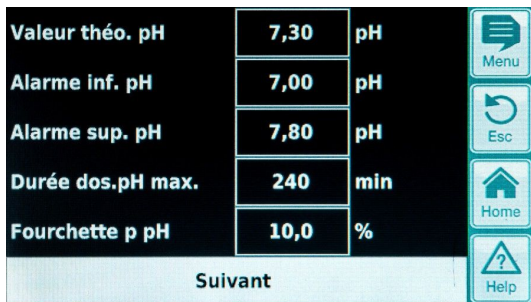 Valeur théo. pH 7,30 pH
Menu
Alarme inf. pH 7,00 pH
Alarme sup. pH 7,80 pH
Esc
Durée dos.pH max. 240 min
Home
Fourchette p pH 10,0 %
Suivant
?
Help